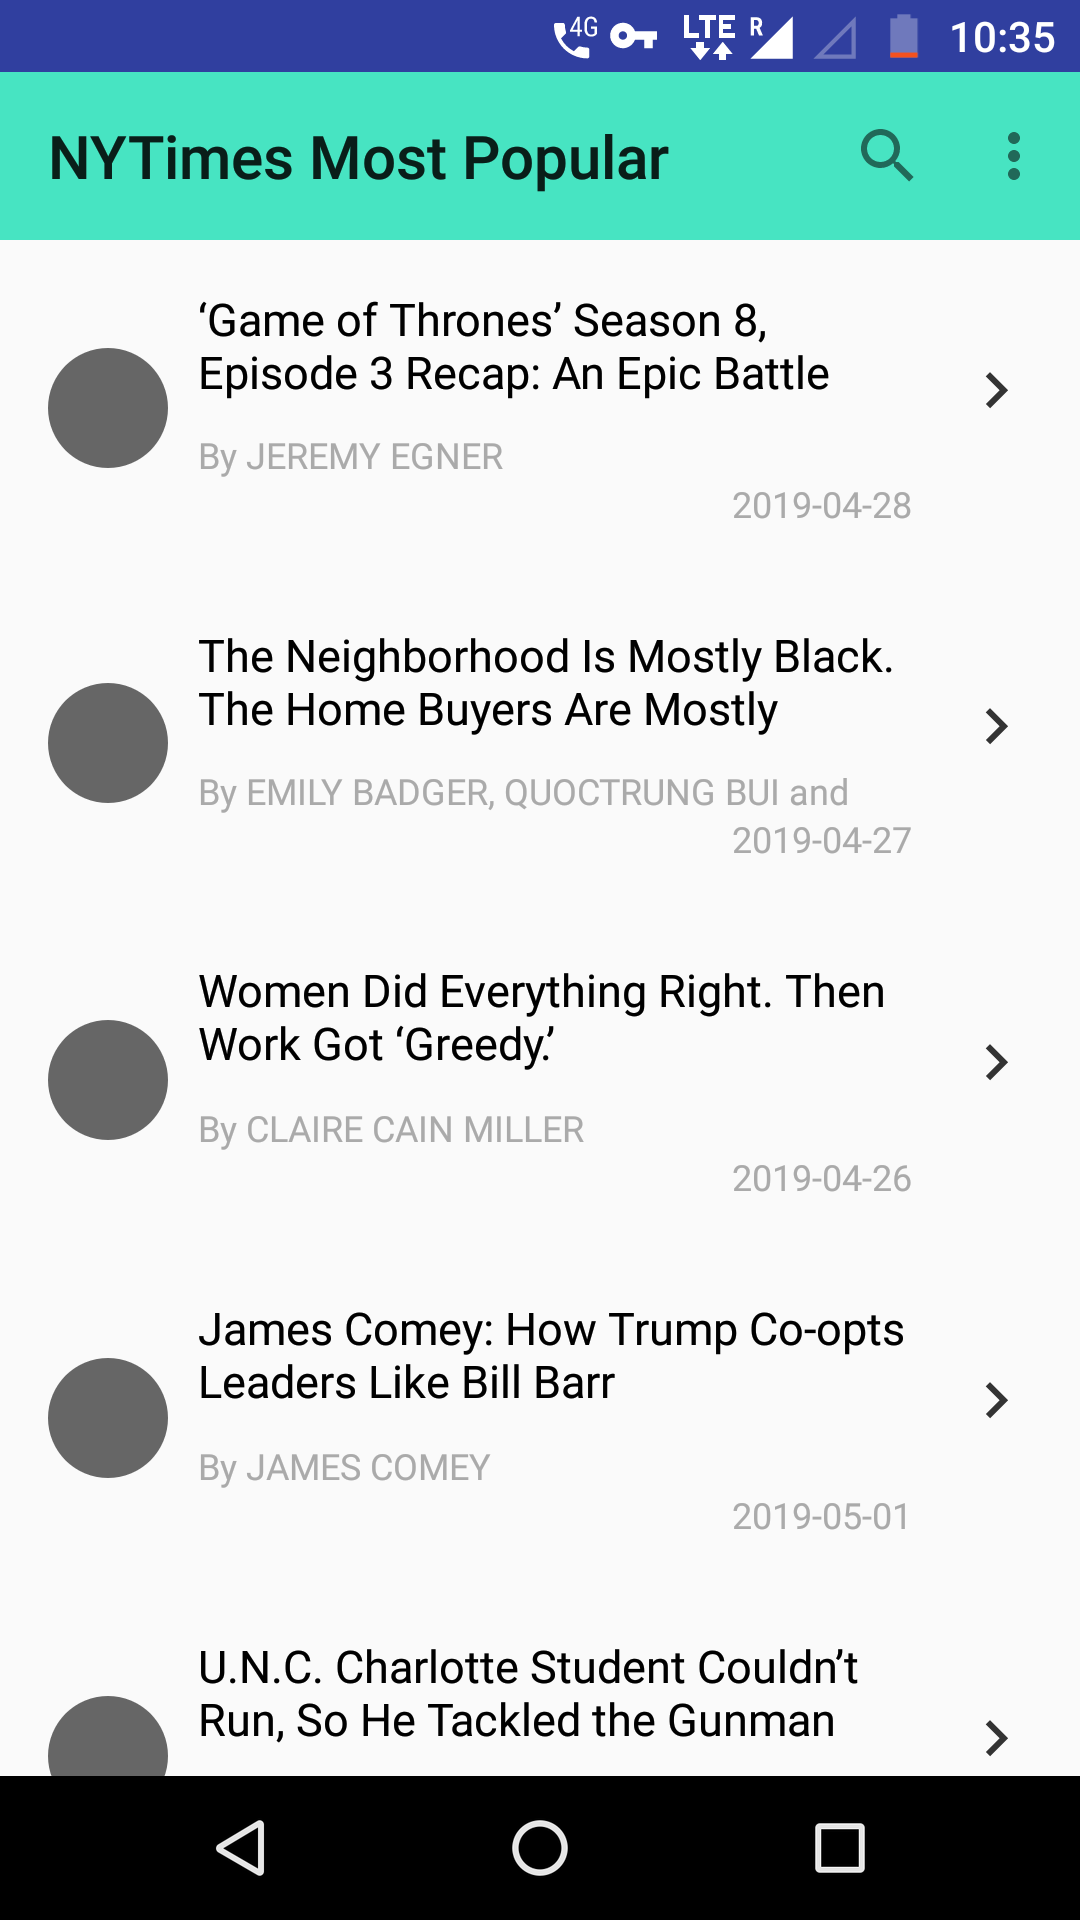 4G LTE R 10:35
NYTimes Most Popular
‘Game of Thrones’ Season 8,
Episode 3 Recap: An Epic Battle
By JEREMY EGNER
2019-04-28
The Neighborhood Is Mostly Black.
The Home Buyers Are Mostly
By EMILY BADGER, QUOCTRUNG BUI and
2019-04-27
Women Did Everything Right. Then
Work Got ‘Greedy.’
By CLAIRE CAIN MILLER
2019-04-26
James Comey: How Trump Co-opts
Leaders Like Bill Barr
By JAMES COMEY
2019-05-01
U.N.C. Charlotte Student Couldn’t
Run, So He Tackled the Gunman